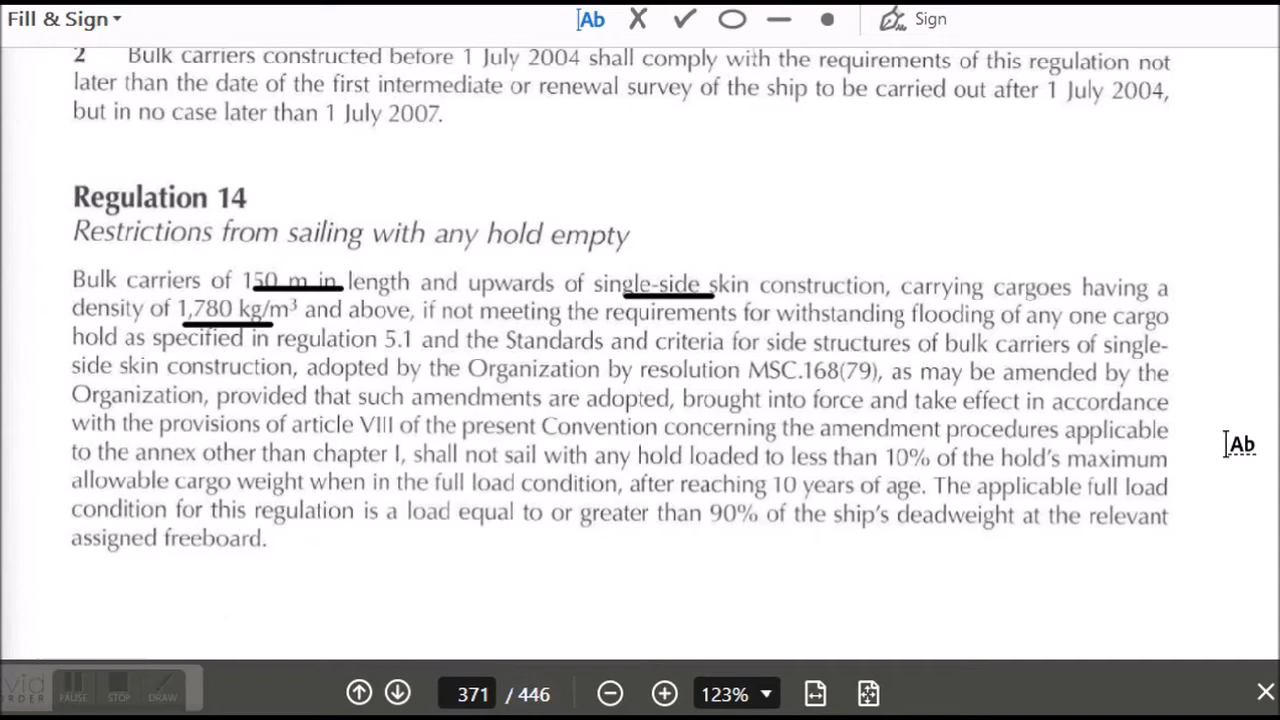 Fill & Sign
Ab
Sign
2 Bulk carriers constructed before 1 July 2004 shall comply with the requirements of this regulation not
later than the date of the first intermediate or renewal survey of the ship to be carried out after 1 July 2004,
but in no case later than 1 July 2007.
Regulation 14
Restrictions from sailing with any hold empty
Bulk carriers of 150 m in length and upwards of single-side skin construction, carrying cargoes having a
density of 1,780 kg/m³ and above, if not meeting the requirements for withstanding flooding of any one cargo
hold as specified in regulation 5.1 and the Standards and criteria for side structures of bulk carriers of single-
side skin construction, adopted by the Organization by resolution MSC.168(79), as may be amended by the
Organization, provided that such amendments are adopted, brought into force and take effect in accordance
with the provisions of article VIII of the present Convention concerning the amendment procedures applicable
to the annex other than chapter I, shall not sail with any hold loaded to less than 10% of the hold's maximum
allowable cargo weight when in the full load condition, after reaching 10 years of age. The applicable full load
condition for this regulation is a load equal to or greater than 90% of the ship's deadweight at the relevant
assigned freeboard.
Ab
PAUSE STOP DRAW
371 / 446 123%